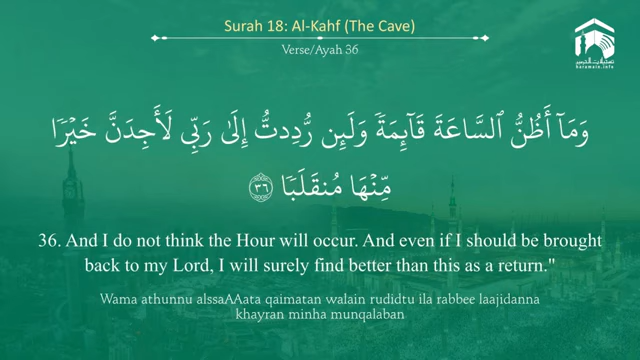 Surah 18: Al-Kahf (The Cave)
Verse/Ayah 36
haramain.info
وَمَآ أَظُنُّ ٱلسَّاعَةَ قَآئِمَةً وَلَئِن رُّدِدتُّ إِلَىٰ رَبِّى لَأَجِدَنَّ خَيْرًا
مِّنْهَا مُنقَلَبًا ٣٦
36. And I do not think the Hour will occur. And even if I should be brought
back to my Lord, I will surely find better than this as a return."
Wama athunnu alssaAAata qaimatan walain rudidtu ila rabbee laajidanna
khayran minha munqalaban